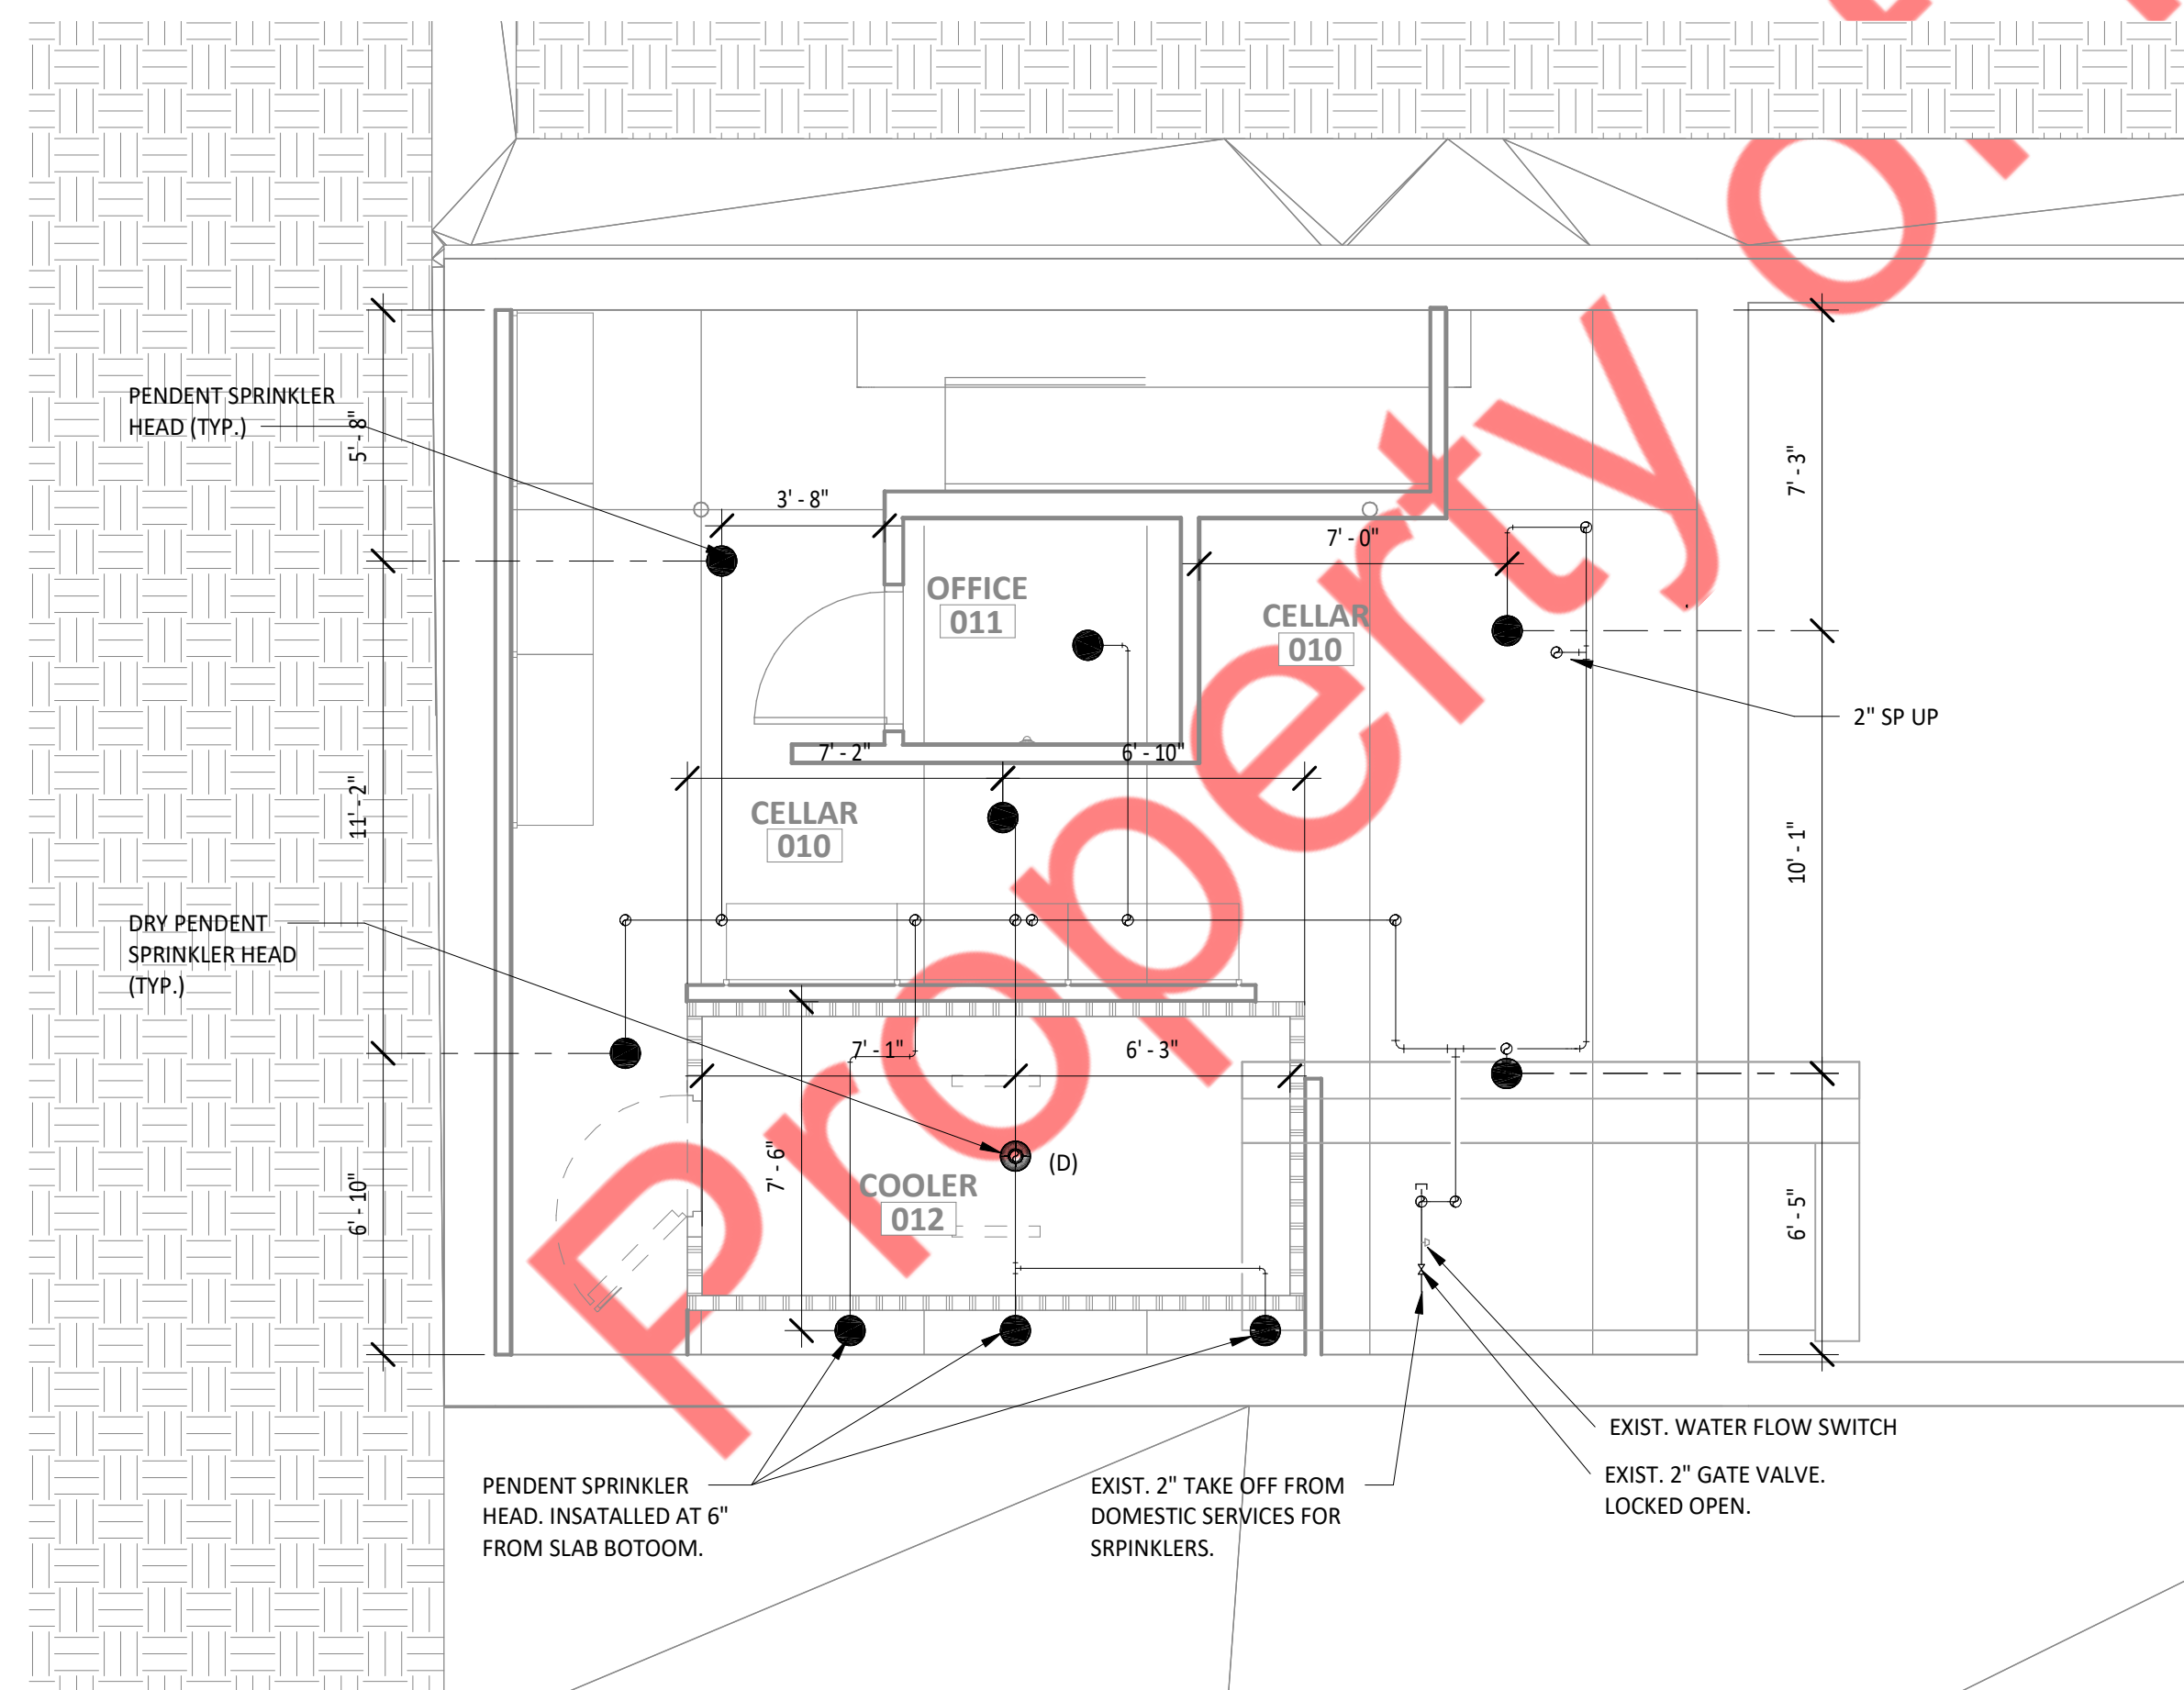 PENDENT SPRINKLER
HEAD (TYP.)
5' - 8"
3' - 8"
7' - 0"
7' - 3"
OFFICE
011
CELLAR
010
2" SP UP
7' - 2"
6' - 10"
11' - 2"
CELLAR
010
10' - 1"
DRY PENDENT
SPRINKLER HEAD
(TYP.)
7' - 1"
6' - 3"
7' - 6"
(D)
COOLER
012
6' - 10"
6' - 5"
EXIST. WATER FLOW SWITCH
EXIST. 2" GATE VALVE.
LOCKED OPEN.
PENDENT SPRINKLER
HEAD. INSATALLED AT 6"
FROM SLAB BOTOOM.
EXIST. 2" TAKE OFF FROM
DOMESTIC SERVICES FOR
SRPINKLERS.
Property